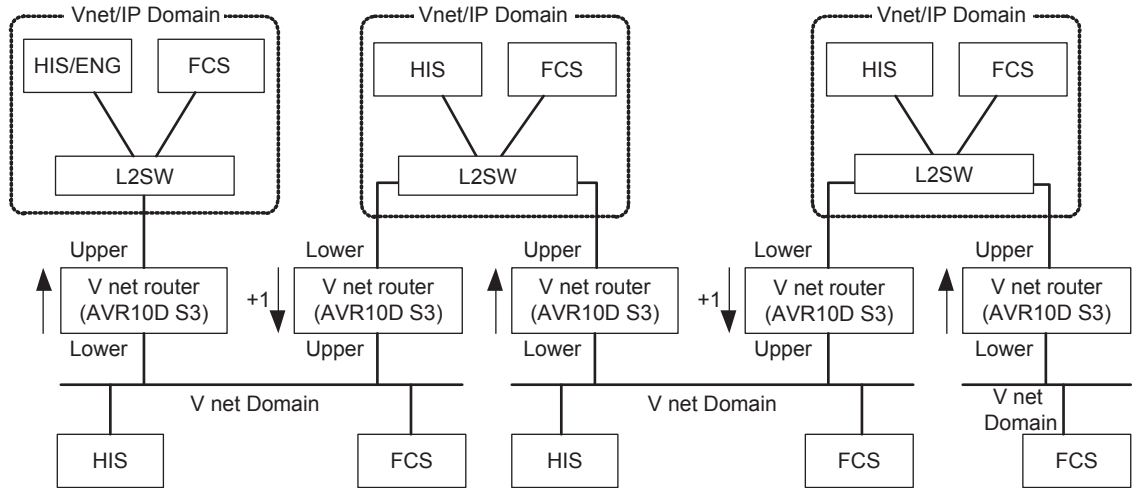 Vnet/IP Domain
Vnet/IP Domain
Vnet/IP Domain
HIS/ENG
FCS
HIS
FCS
HIS
FCS
L2SW
L2SW
L2SW
Upper
Lower
Upper
Lower
Upper
V net router
(AVR10D S3)
+1
V net router
(AVR10D S3)
V net router
(AVR10D S3)
+1
V net router
(AVR10D S3)
V net router
(AVR10D S3)
Lower
Upper
Lower
Upper
Lower
V net Domain
V net Domain
V net
Domain
HIS
FCS
HIS
FCS
FCS